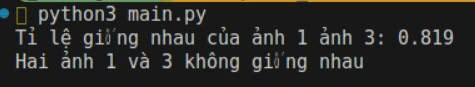 python3 main.py
Tỉ lệ giống nhau của ảnh 1 ảnh 3: 0.819
Hai ảnh 1 và 3 không giống nhau